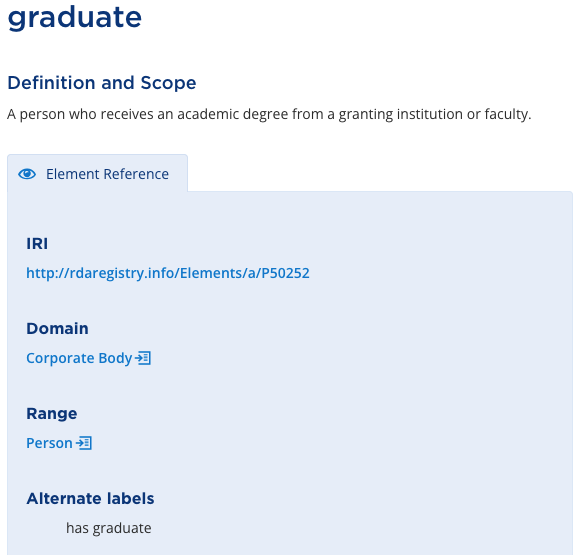 graduate
Definition and Scope
A person who receives an academic degree from a granting institution or faculty.
Element Reference
IRI
http://rdaregistry.info/Elements/a/P50252
Domain
Corporate Body
Range
Person
Alternate labels
has graduate